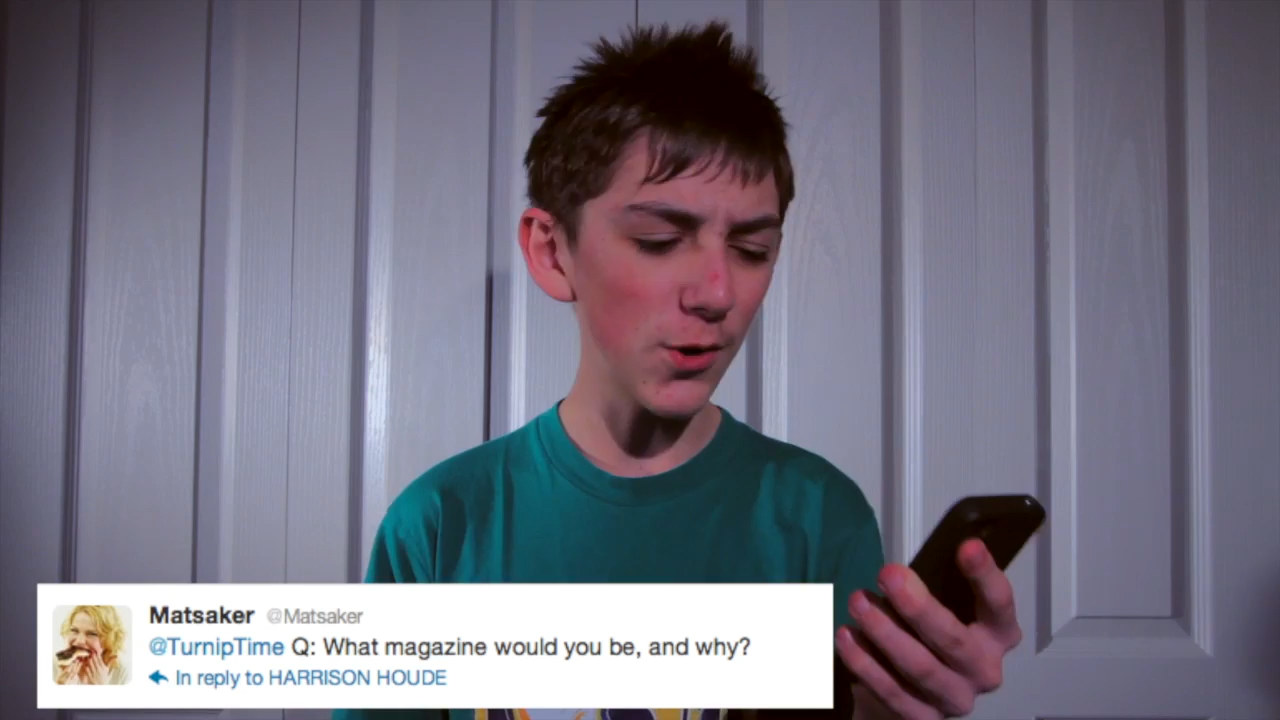 Matsaker @Matsaker
@TurnipTime Q: What magazine would you be, and why?
In reply to HARRISON HOUDE